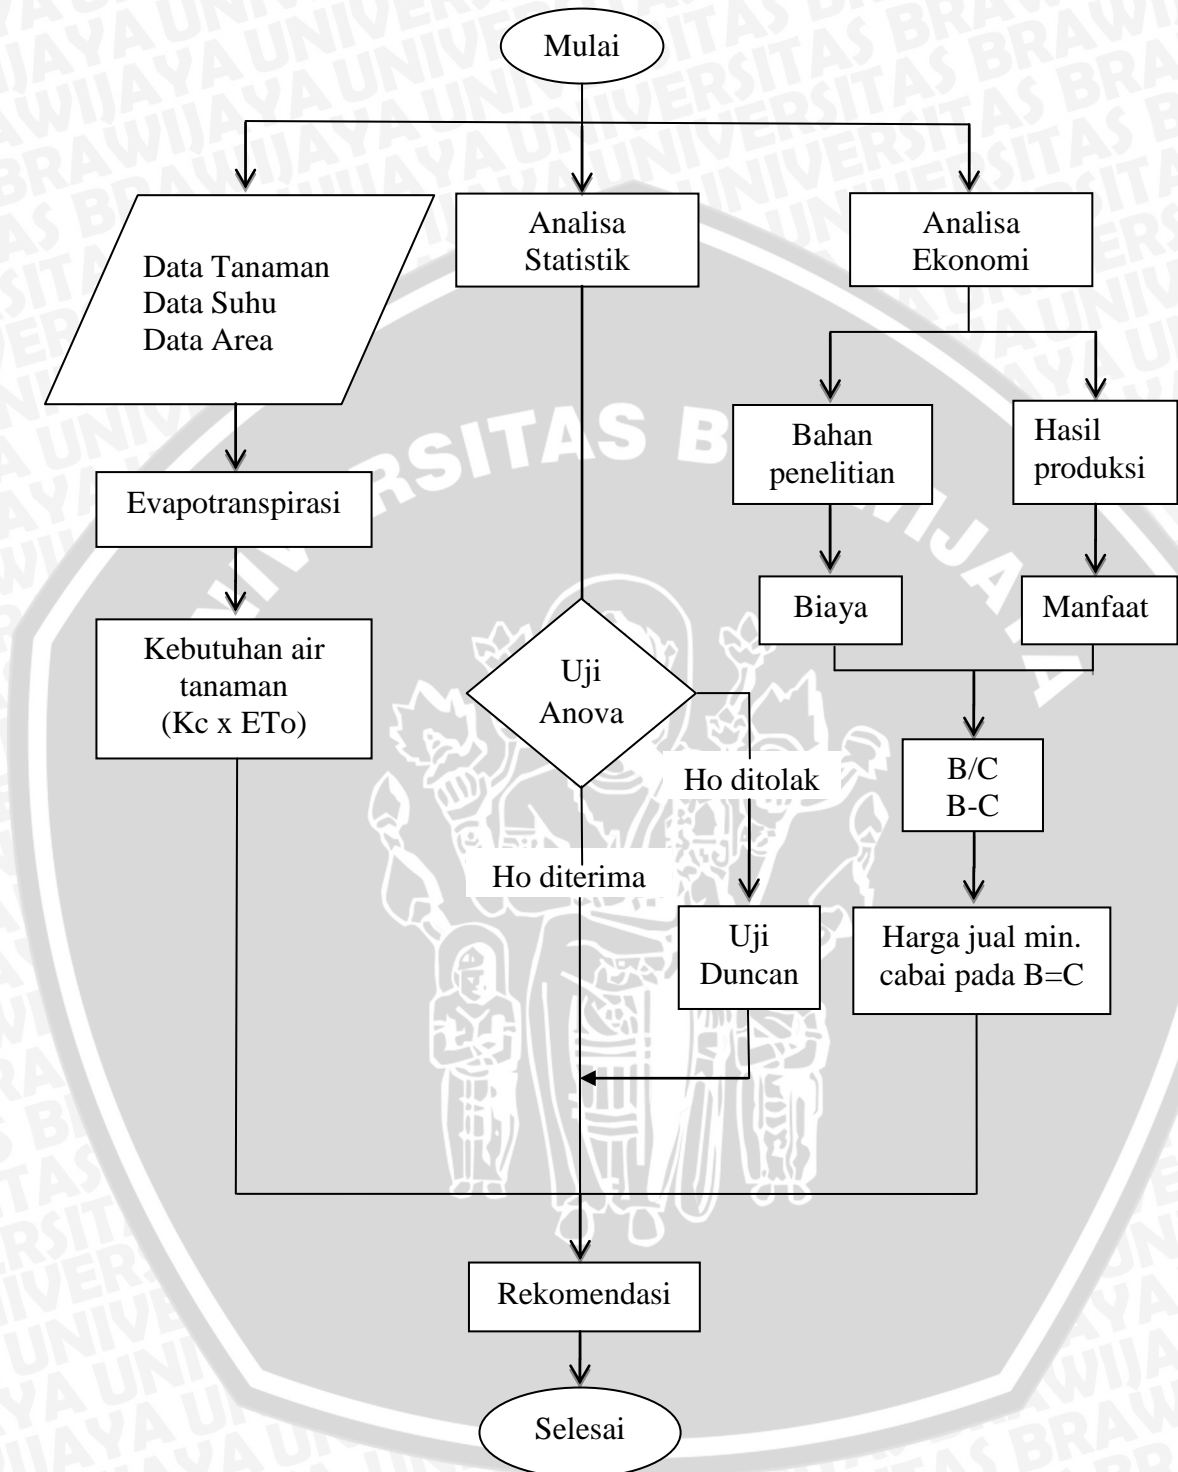 Mulai
Data Tanaman
Data Suhu
Data Area
Analisa
Statistik
Analisa
Ekonomi
Evapotranspirasi
Bahan
penelitian
Hasil
produksi
Kebutuhan air
tanaman
(Kc x ETo)
Uji
Anova
Biaya
Manfaat
Ho ditolak
B/C
B-C
Ho diterima
Uji
Duncan
Harga jual min.
cabai pada B=C
Rekomendasi
Selesai